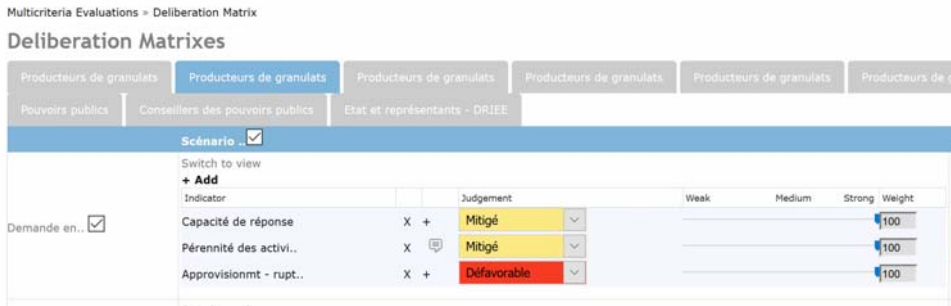 Multicriteria Evaluations » Deliberation Matrix
Deliberation Matrixes
Producteurs de granulats Producteurs de granulats Producteurs de granulats Producteurs de granulats Producteurs de granulats Producteurs de
Pouvoirs publics Conseillers des pouvoirs publics Etat et représentants - DRIEE
Scénario ..
Switch to view
+ Add
Indicator Judgement Weak Medium Strong Weight
Demande en..
Capacité de réponse X + Mitigé 100
Pérennité des activi.. X Mitigé 100
Approvisionmt - rupt.. X + Défavorable 100